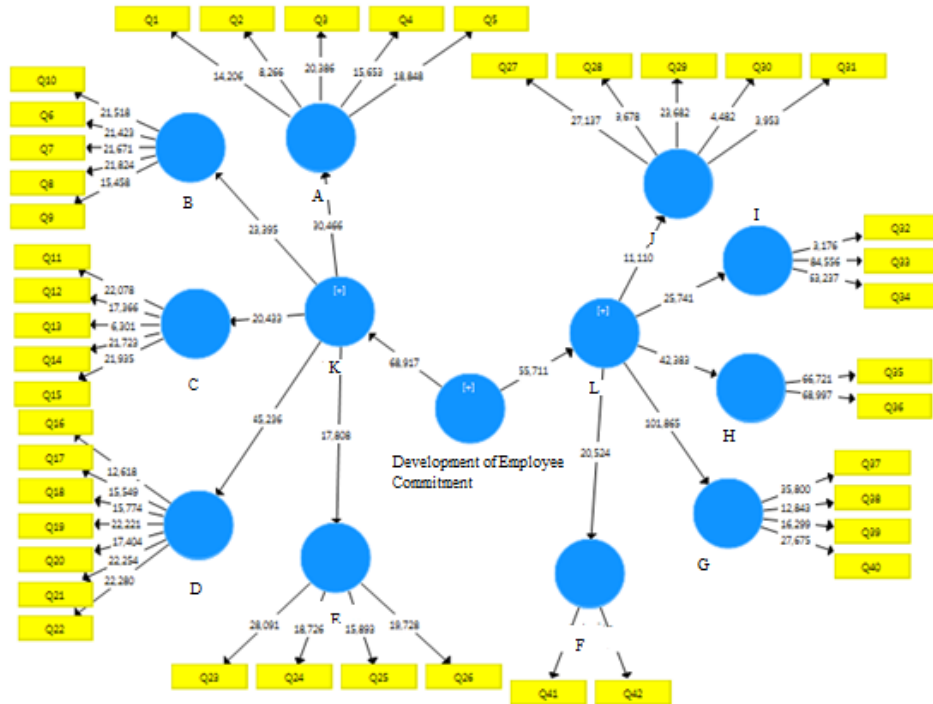 Q1
Q2
Q3
Q4
Q5
14,206
8,266
20,386
15,653
18,848
A
Q10
Q6
Q7
Q8
Q9
21,518
21,423
21,671
21,824
15,458
B
23,395
30,466
Q11
Q12
Q13
Q14
Q15
22,078
17,366
6,301
21,723
21,935
C
20,433
[+]
K
68,917
45,236
17,808
Q16
Q17
Q18
Q19
Q20
Q21
Q22
12,618
15,549
15,774
22,221
17,404
22,254
22,280
D
28,091
18,726
15,893
19,728
Q23
Q24
Q25
Q26
[+]
Development of Employee
Commitment
55,711
[+]
L
Q27
Q28
Q29
Q30
Q31
27,137
23,682
4,482
3,953
J
11,110
I
25,741
3,176
84,556
Q32
Q33
Q34
42,383
H
66,721
68,997
Q35
Q36
101,865
G
35,800
12,843
16,299
27,675
Q37
Q38
Q39
Q40
20,524
F
Q41
Q42